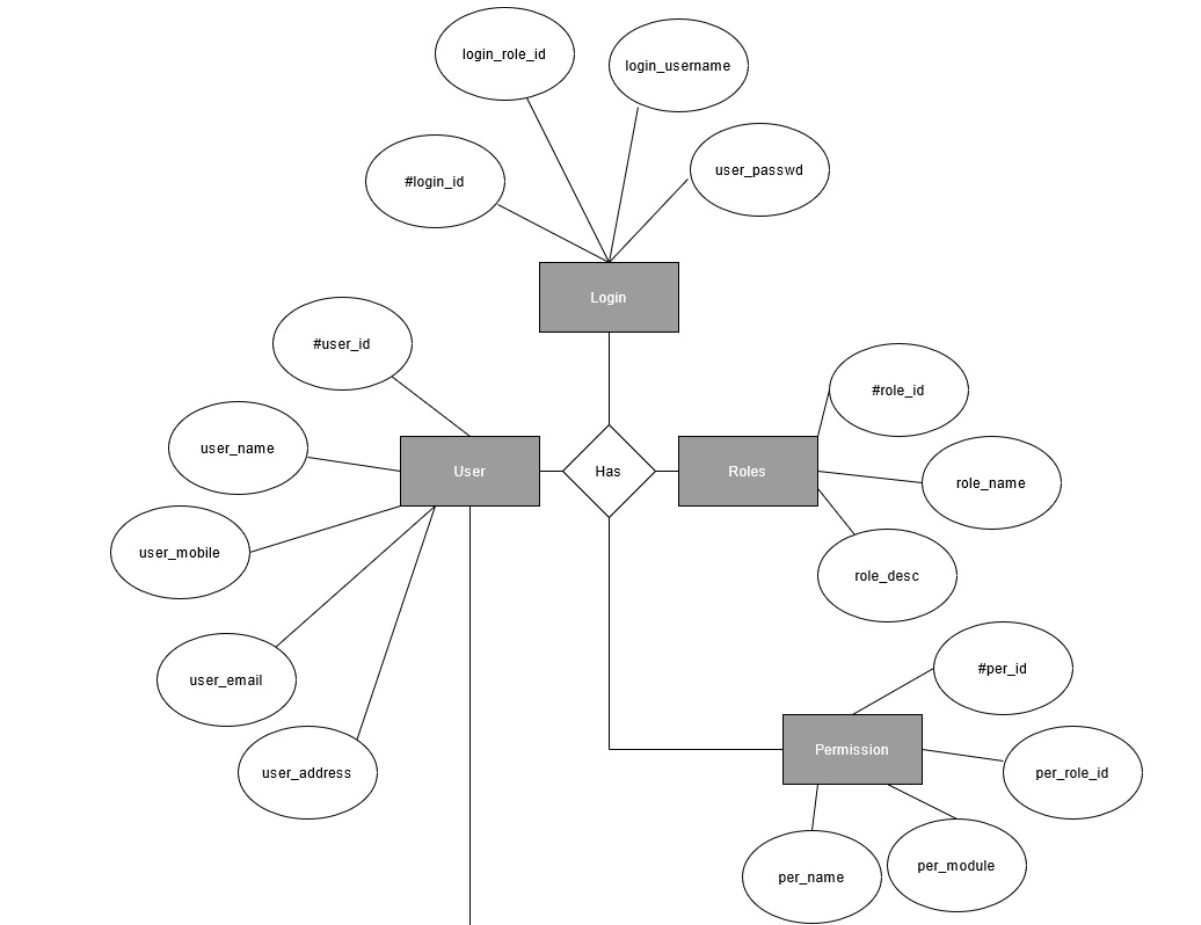 login_role_id
login_username
user_passwd
#login_id
Login
#user_id
#role_id
user_name
User
Has
Roles
role_name
user_mobile
role_desc
#per_id
user_email
Permission
user_address
per_role_id
per_name
per_module